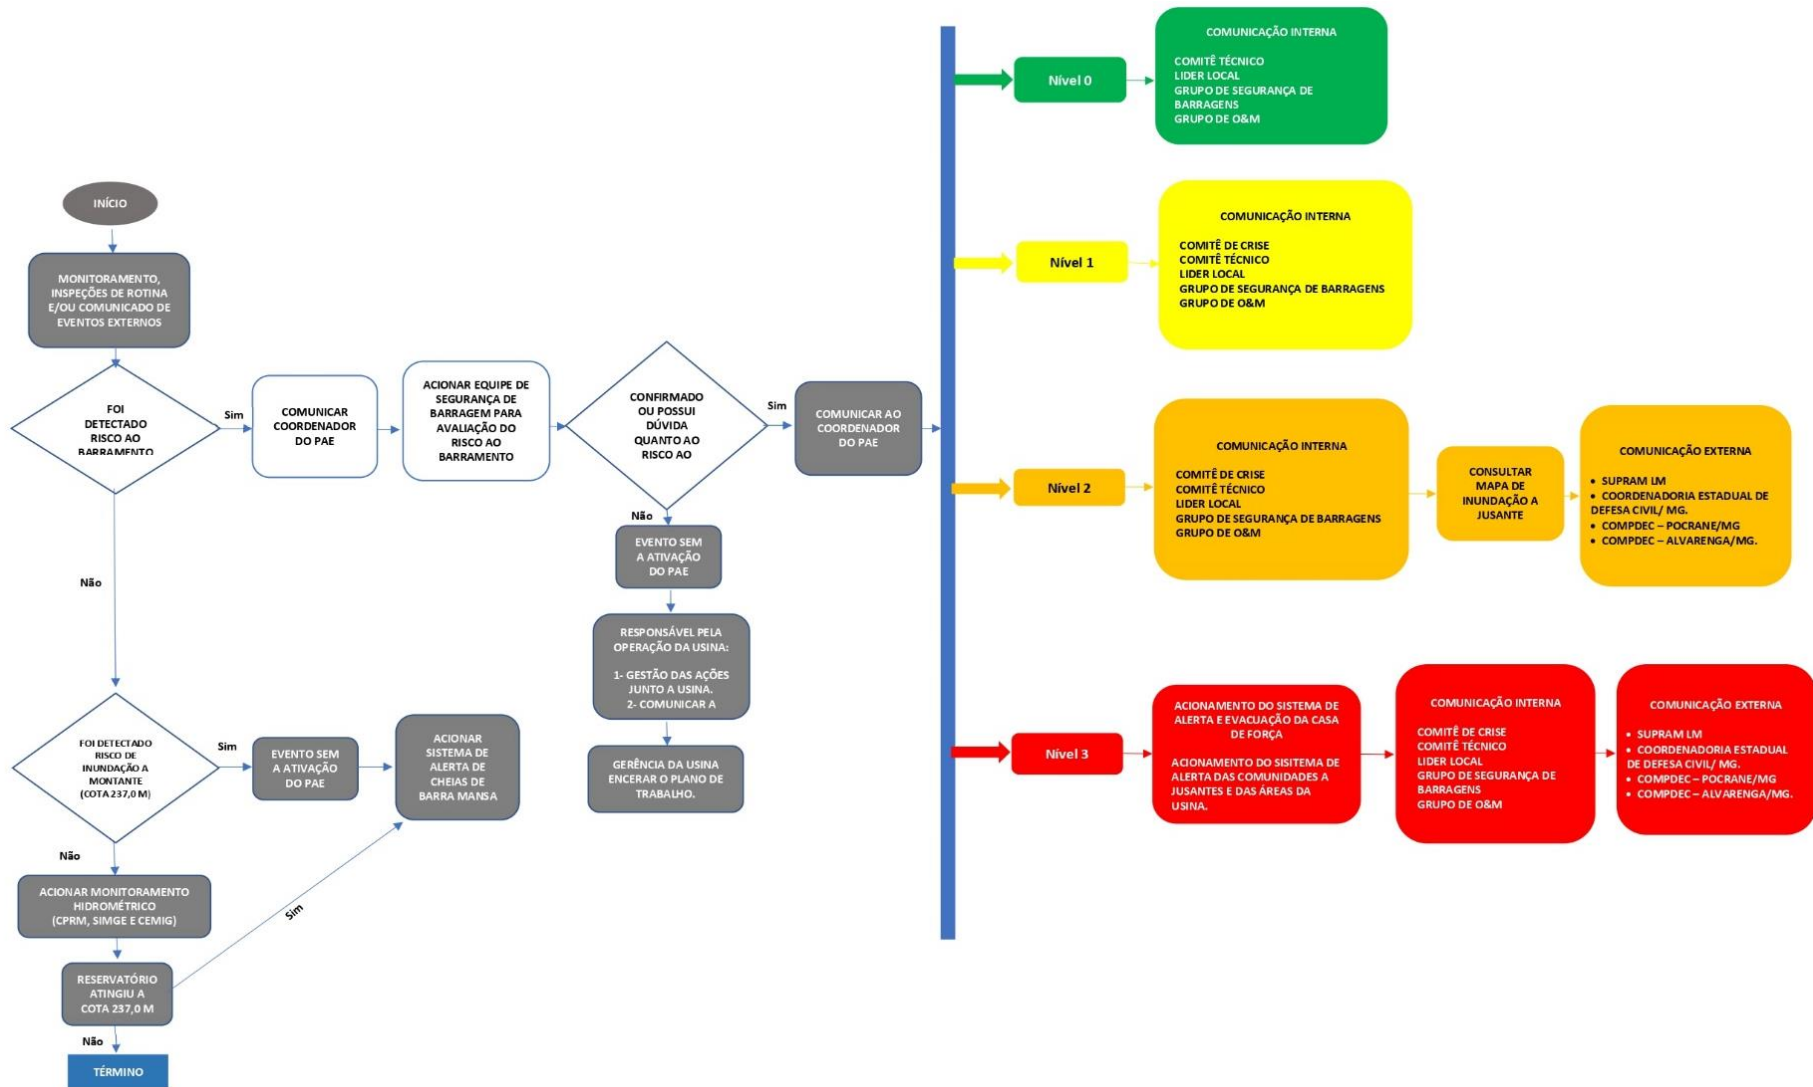 INÍCIO
MONITORAMENTO,
INSPEÇÕES DE ROTINA
E/OU COMUNICADO DE
EVENTOS EXTERNOS
FOI
DETECTADO
RISCO AO
BARRAMENTO
Sim
COMUNICAR
COORDENADOR
DO PAE
ACIONAR EQUIPE DE
SEGURANÇA DE
BARRAGEM PARA
AVALIAÇÃO DO
RISCO AO
BARRAMENTO
CONFIRMADO
OU POSSUI
DÚVIDA
QUANTO AO
RISCO AO
Sim
COMUNICAR AO
COORDENADOR
DO PAE
Não
EVENTO SEM
A ATIVAÇÃO
DO PAE
RESPONSÁVEL PELA
OPERAÇÃO DA USINA:
1- GESTÃO DAS AÇÕES
JUNTO A USINA.
2- COMUNICAR A
GERÊNCIA DA USINA
ENCERAR O PLANO DE
TRABALHO.
Não
FOI DETECTADO
RISCO DE
INUNDAÇÃO A
MONTANTE
(COTA 237,0 M)
Sim
EVENTO SEM
A ATIVAÇÃO
DO PAE
ACIONAR
SISTEMA DE
ALERTA DE
CHEIAS DE
BARRA MANSA
Não
ACIONAR MONITORAMENTO
HIDROMÉTRICO
(CPRM, SIMGE E CEMIG)
Sim
RESERVATÓRIO
ATINGIU A
COTA 237,0 M
Não
TÉRMINO
Nível 0
COMUNICAÇÃO INTERNA
COMITÊ TÉCNICO
LIDER LOCAL
GRUPO DE SEGURANÇA DE
BARRAGENS
GRUPO DE O&M
Nível 1
COMUNICAÇÃO INTERNA
COMITÊ DE CRISE
COMITÊ TÉCNICO
LIDER LOCAL
GRUPO DE SEGURANÇA DE BARRAGENS
GRUPO DE O&M
Nível 2
COMUNICAÇÃO INTERNA
COMITÊ DE CRISE
COMITÊ TÉCNICO
LIDER LOCAL
GRUPO DE SEGURANÇA DE BARRAGENS
GRUPO DE O&M
CONSULTAR
MAPA DE
INUNDAÇÃO A
JUSANTE
COMUNICAÇÃO EXTERNA
• SUPRAM LM
• COORDENADORIA ESTADUAL DE
DEFESA CIVIL/ MG.
• COMPDEC – POCRANE/MG
• COMPDEC – ALVARENGA/MG.
Nível 3
ACIONAMENTO DO SISTEMA DE
ALERTA E EVACUAÇÃO DA CASA
DE FORÇA
ACIONAMENTO DO SISITEMA DE
ALERTA DAS COMUNIDADES A
JUSANTES E DAS ÁREAS DA
USINA.
COMUNICAÇÃO INTERNA
COMITÊ DE CRISE
COMITÊ TÉCNICO
LIDER LOCAL
GRUPO DE SEGURANÇA DE
BARRAGENS
GRUPO DE O&M
COMUNICAÇÃO EXTERNA
• SUPRAM LM
• COORDENADORIA ESTADUAL
DE DEFESA CIVIL/ MG.
• COMPDEC – POCRANE/MG
• COMPDEC – ALVARENGA/MG.